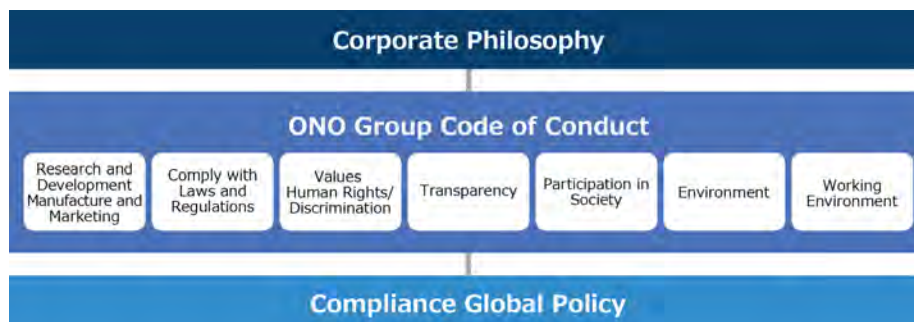 Corporate Philosophy
ONO Group Code of Conduct
Research and
Development
Manufacture and
Marketing
Comply with
Laws and
Regulations
Values
Human Rights/
Discrimination
Transparency
Participation in
Society
Environment
Working
Environment
Compliance Global Policy